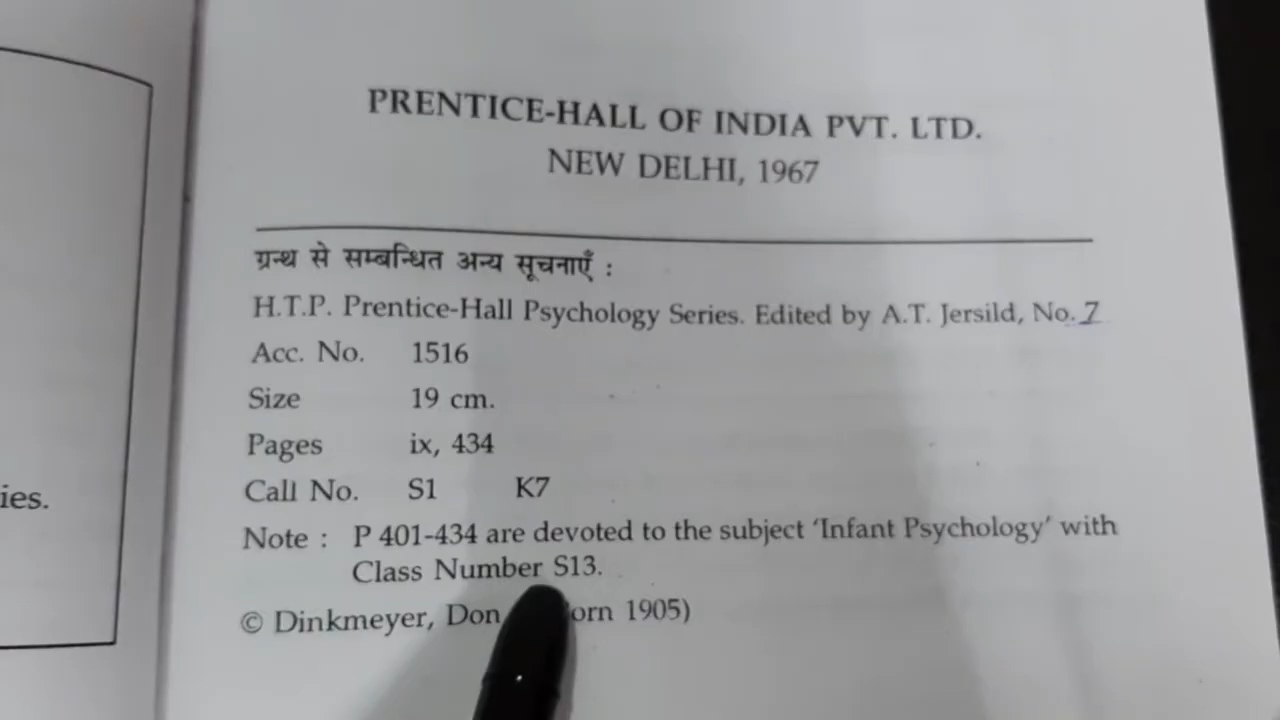 PRENTICE-HALL OF INDIA PVT. LTD.
NEW DELHI, 1967
ग्रन्थ से सम्बन्धित अन्य सूचनाएँ :
H.T.P. Prentice-Hall Psychology Series. Edited by A.T. Jersild, No. 7
Acc. No. 1516
Size 19 cm.
Pages ix, 434
ies.
Call No. S1 K7
Note : P 401-434 are devoted to the subject ‘Infant Psychology’ with
Class Number S13.
© Dinkmeyer, Don orn 1905)